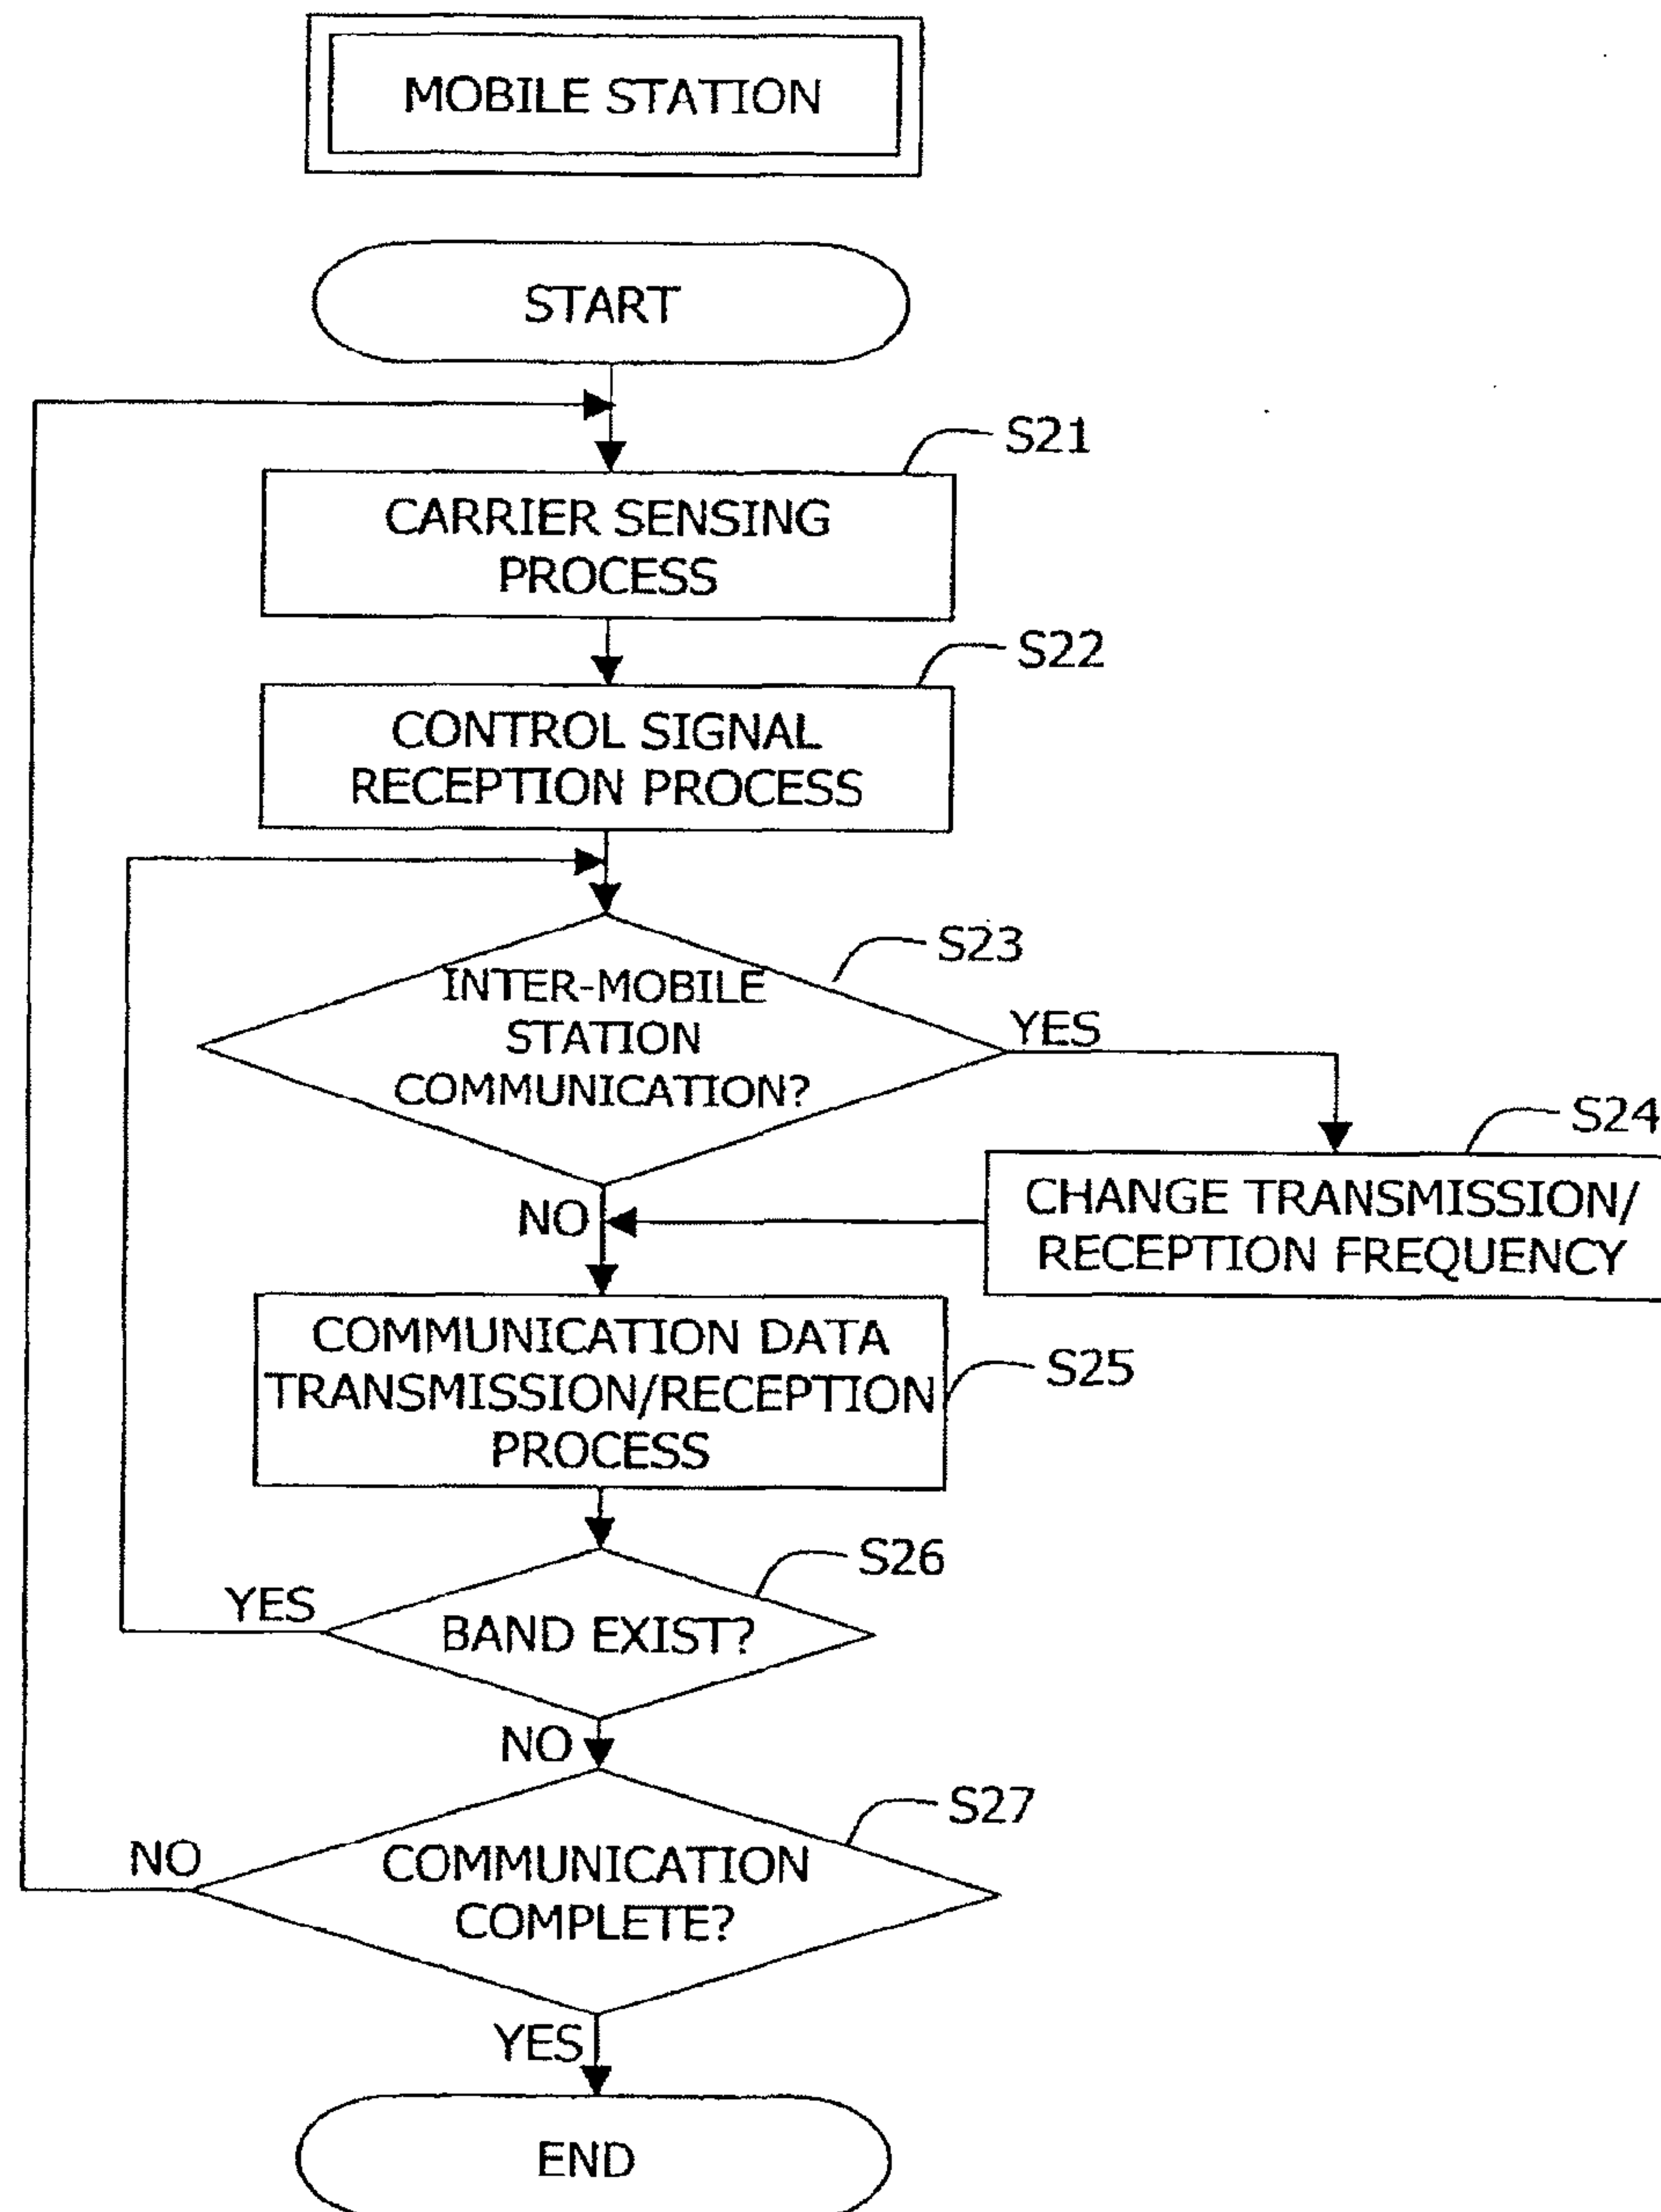 MOBILE STATION
START
S21
CARRIER SENSING
PROCESS
S22
CONTROL SIGNAL
RECEPTION PROCESS
S23
INTER-MOBILE
STATION
COMMUNICATION?
YES
S24
CHANGE TRANSMISSION/
RECEPTION FREQUENCY
NO
COMMUNICATION DATA
TRANSMISSION/RECEPTION
PROCESS
S25
S26
YES
BAND EXIST?
NO
S27
NO
COMMUNICATION
COMPLETE?
YES
END